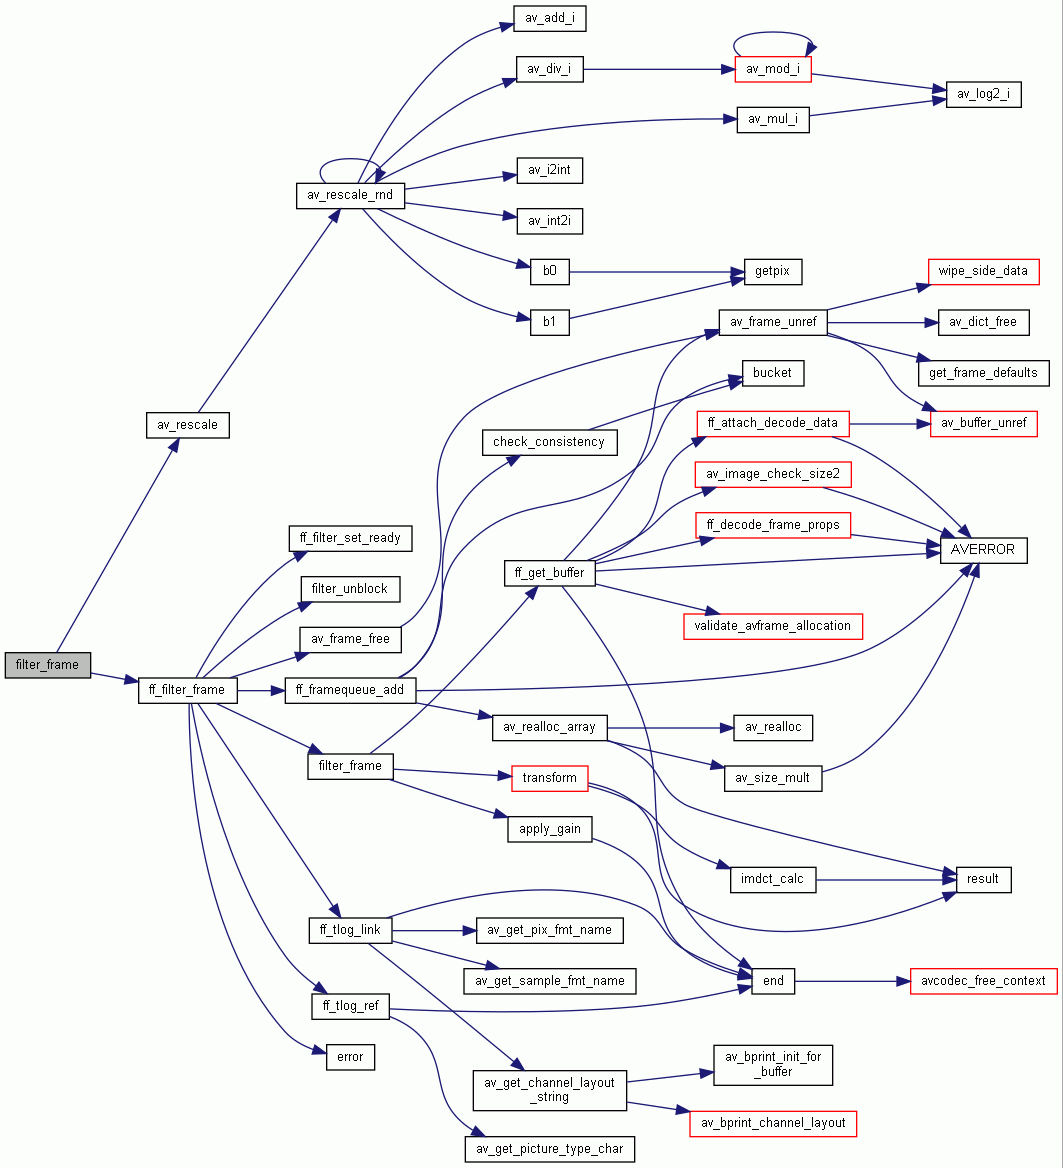 av_add_i
av_div_i
av_mod_i
av_log2_i
av_mul_i
av_i2int
av_rescale_rnd
av_int2i
b0
getpix
wipe_side_data
b1
av_frame_unref
av_dict_free
bucket
get_frame_defaults
av_rescale
check_consistency
ff_attach_decode_data
av_buffer_unref
av_image_check_size2
ff_filter_set_ready
ff_decode_frame_props
AVERROR
ff_get_buffer
filter_unblock
validate_avframe_allocation
av_frame_free
filter_frame
ff_filter_frame
ff_framequeue_add
av_realloc_array
av_realloc
filter_frame
transform
av_size_mult
apply_gain
imdct_calc
result
ff_tlog_link
av_get_pix_fmt_name
av_get_sample_fmt_name
end
avcodec_free_context
ff_tlog_ref
error
av_bprint_init_for
_buffer
av_get_channel_layout
_string
av_bprint_channel_layout
av_get_picture_type_char